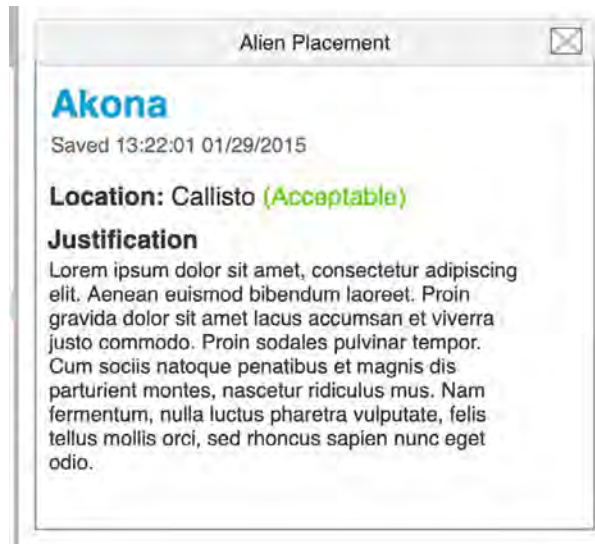 Alien Placement
Akona
Saved 13:22:01 01/29/2015
Location: Callisto (Acceptable)
Justification
Lorem ipsum dolor sit amet, consectetur adipiscing
elit. Aenean euismod bibendum laoreet. Proin
gravida dolor sit amet lacus accumsan et viverra
justo commodo. Proin sodales pulvinar tempor.
Cum sociis natoque penatibus et magnis dis
parturient montes, nascetur ridiculus mus. Nam
fermentum, nulla luctus pharetra vulputate, felis
tellus mollis orci, sed rhoncus sapien nunc eget
odio.